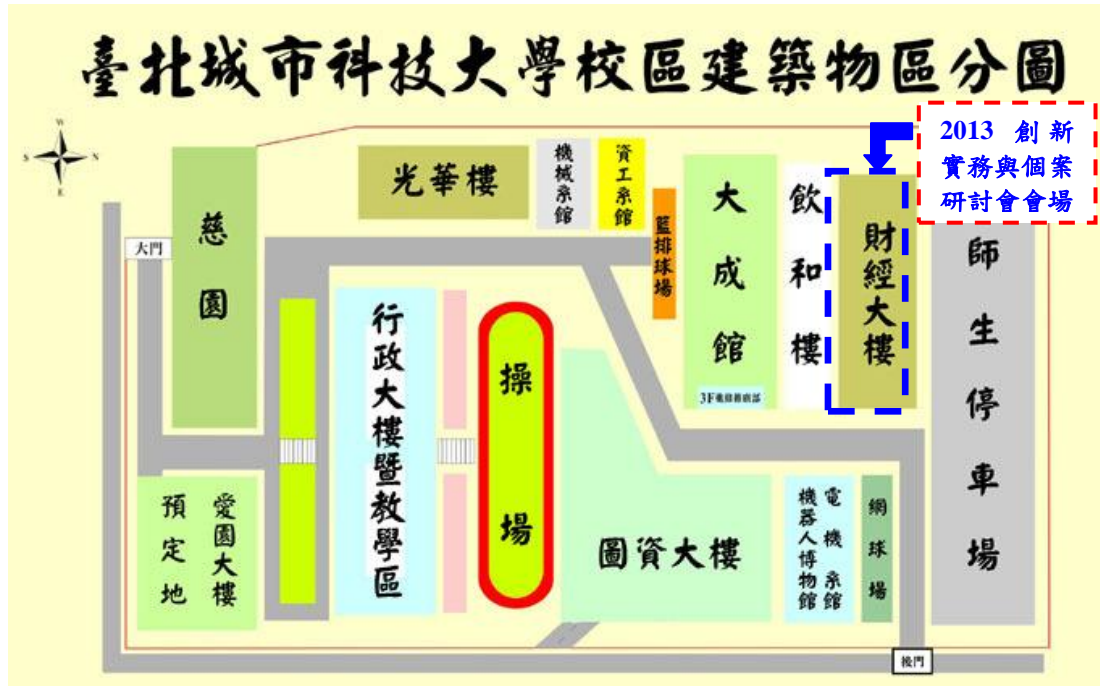 臺北城市科技大學校區建築物區分圖
2013 創新
實務與個案
研討會會場
W
S
N
E
大門
慈園
光華樓
機械系館
資工系館
籃排球場
大成館
飲和樓
財經大樓
師生停車場
行政大樓暨教學區
操場
愛園大樓
預定地
圖資大樓
電機系館
機器人博物館
網球場
後門